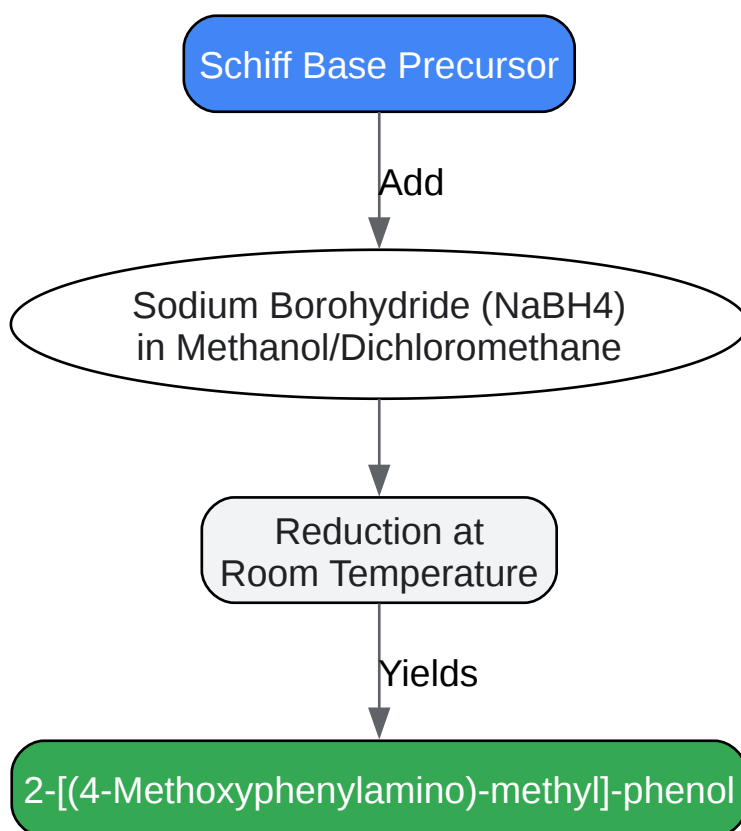 Schiff Base Precursor
Add
Sodium Borohydride (NaBH4)
in Methanol/Dichloromethane
Reduction at
Room Temperature
Yields
2-[(4-Methoxyphenylamino)-methyl]-phenol